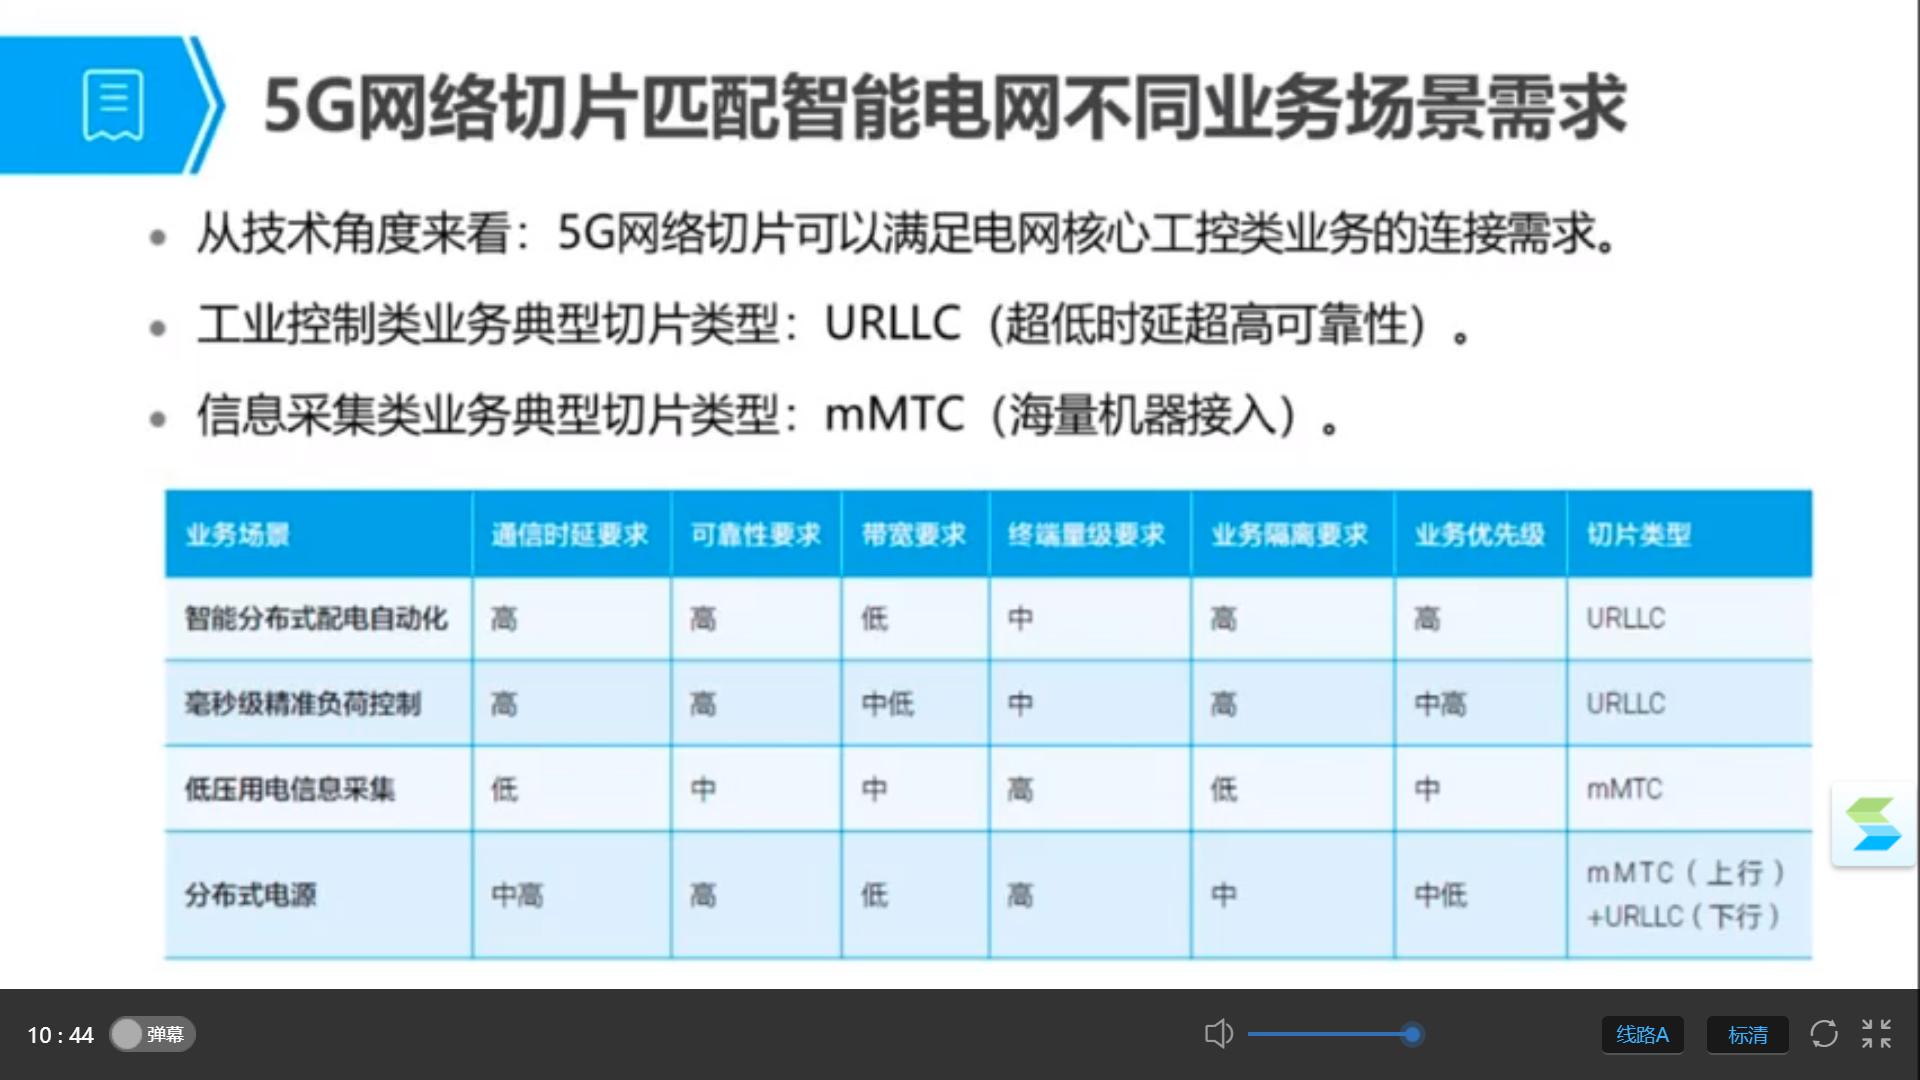 5G网络切片匹配智能电网不同业务场景需求
从技术角度来看：5G网络切片可以满足电网核心工控类业务的连接需求。
工业控制类业务典型切片类型：URLLC（超低时延超高可靠性）。
信息采集类业务典型切片类型：mMTC（海量机器接入）。
业务场景 通信时延要求 可靠性要求 带宽要求 终端量级要求 业务隔离要求 业务优先级 切片类型
智能分布式配电自动化 高 高 低 中 高 高 URLLC
毫秒级精准负荷控制 高 高 中低 中 高 中高 URLLC
低压用电信息采集 低 中 中 高 低 中 mMTC
分布式电源 中高 高 低 高 中 中低 mMTC（上行）
+URLLC（下行）
10 : 44 弹幕 线路A 标清